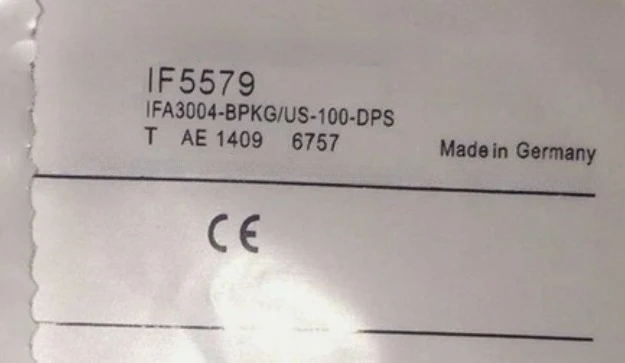 IF5579
IFA3004-BPKG/US-100-DPS
T AE 1409 6757
Made in Germany
CE